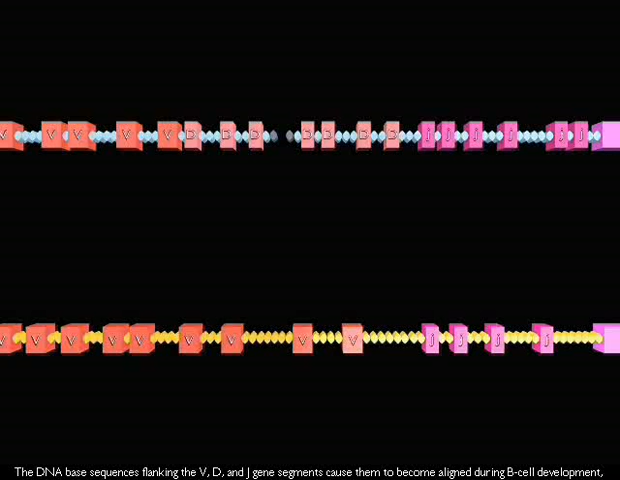 V V V V V D D D D D D D J J J J J J
V V V V V V V V V J J J J
The DNA base sequences flanking the V, D, and J gene segments cause them to become aligned during B-cell development,